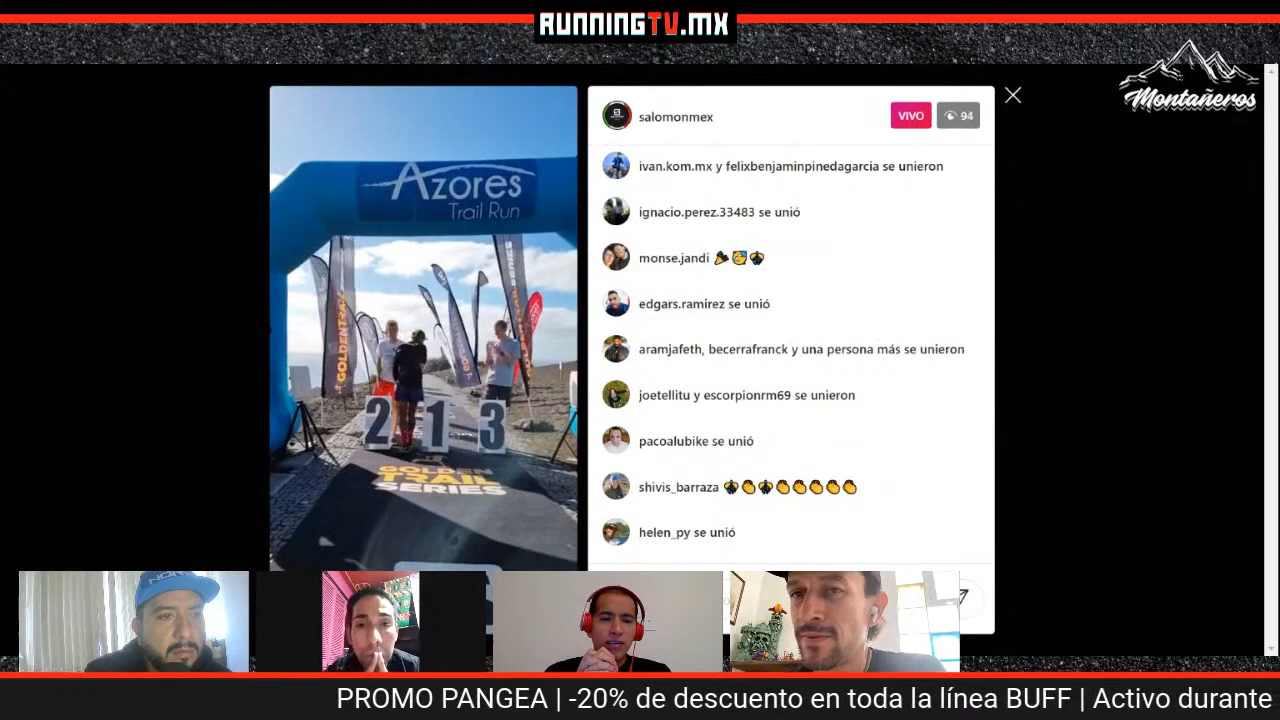 RUNNINGTV.MX
Montañeros
Azores
Trail Run
salomonmex
VIVO
94
ivan.kom.mx y felixbenjaminpinedagarcia se unieron
ignacio.perez.33483 se unió
monse.jandi
edgars.ramirez se unió
aramjafeth, becerrafranck y una persona más se unieron
joetellitu y escorpionrm69 se unieron
pacoalubike se unió
shivis_barraza
helen_py se unió
GOLDENTRAIL
SERIES
2 1 3
GOLDEN
TRAIL
SERIES
PROMO PANGEA | -20% de descuento en toda la línea BUFF | Activo durante